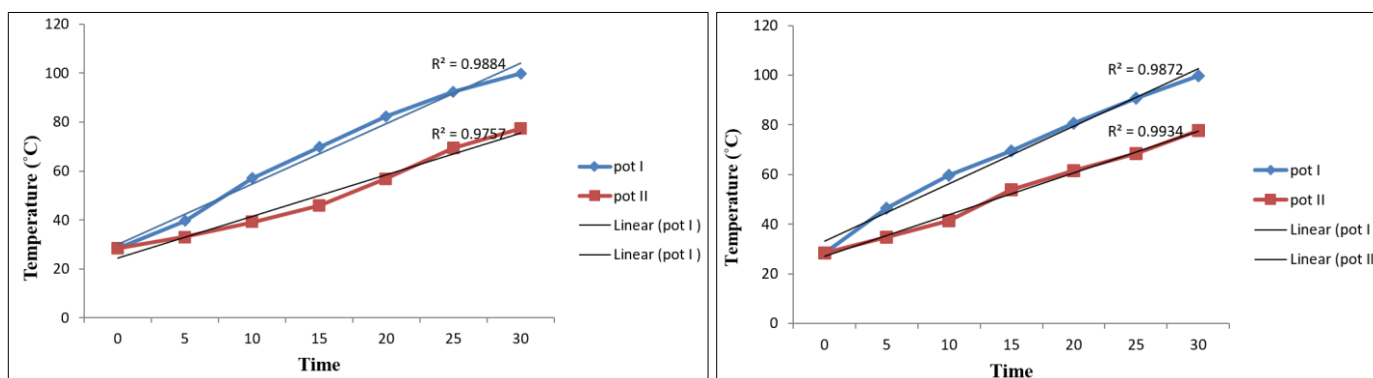 120
100
80
60
40
20
0
Temperature (˚C)
R² = 0.9884
R² = 0.9757
0 5 10 15 20 25 30
Time
pot I
pot II
Linear (pot I )
Linear (pot I )
120
100
80
60
40
20
0
Temperature (˚C)
R² = 0.9872
R² = 0.9934
0 5 10 15 20 25 30
Time
pot I
pot II
Linear (pot I
Linear (pot II